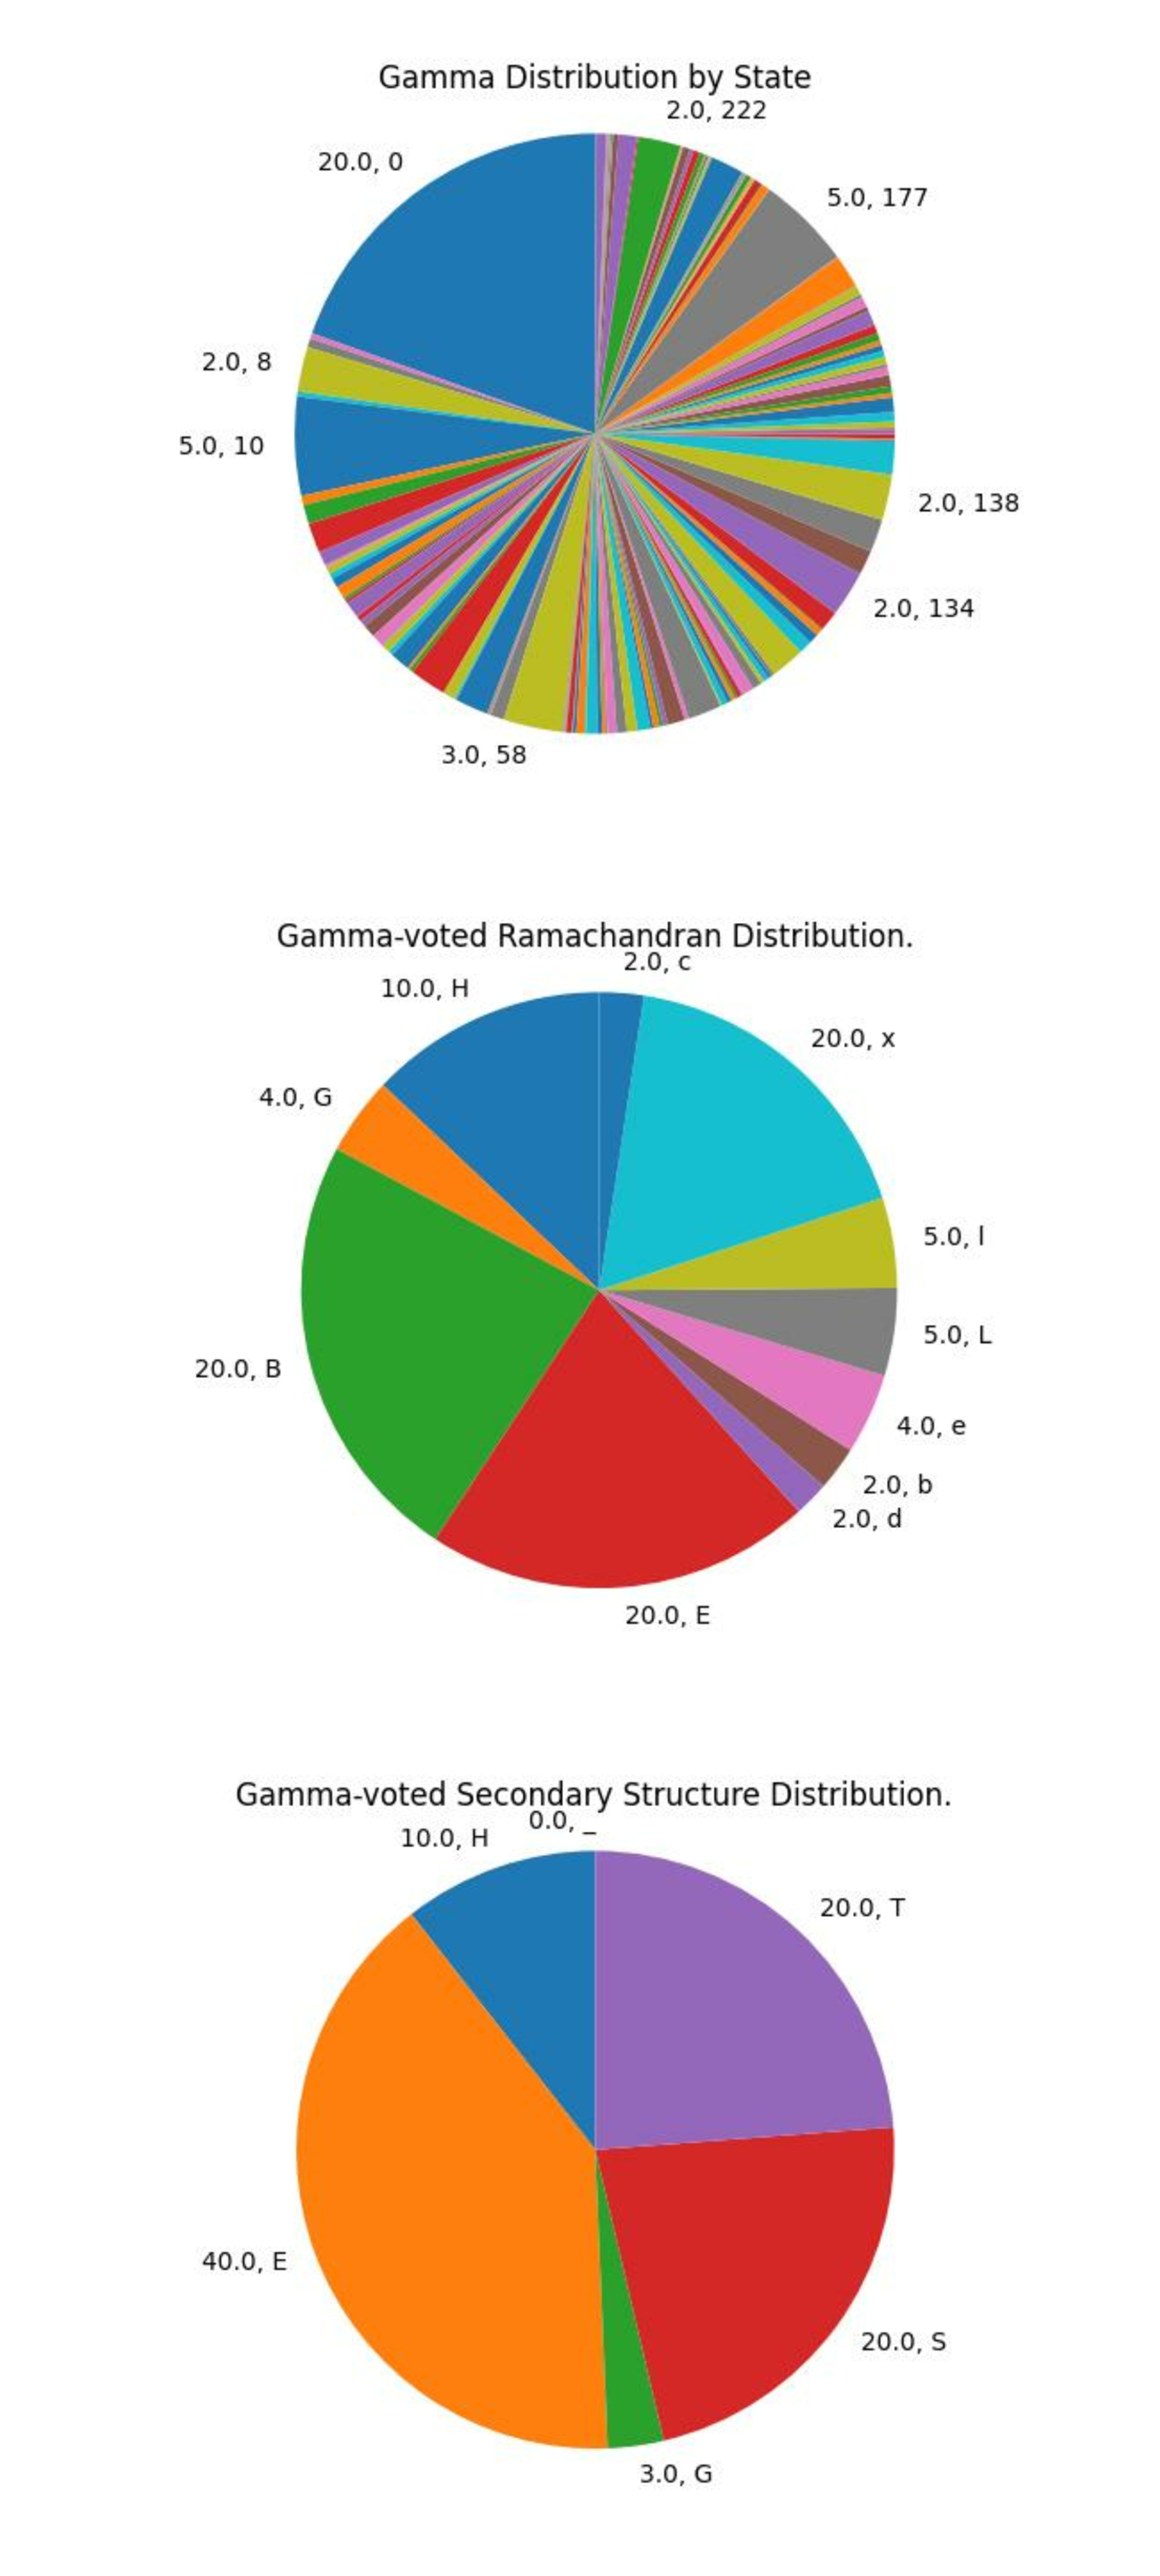 Gamma Distribution by State
2.0, 222
20.0, 0
5.0, 177
2.0, 8
5.0, 10
2.0, 138
2.0, 134
3.0, 58
Gamma-voted Ramachandran Distribution.
2.0, c
10.0, H
20.0, x
4.0, G
5.0, l
5.0, L
20.0, B
4.0, e
2.0, b
2.0, d
20.0, E
Gamma-voted Secondary Structure Distribution.
0.0, _
10.0, H
20.0, T
40.0, E
20.0, S
3.0, G